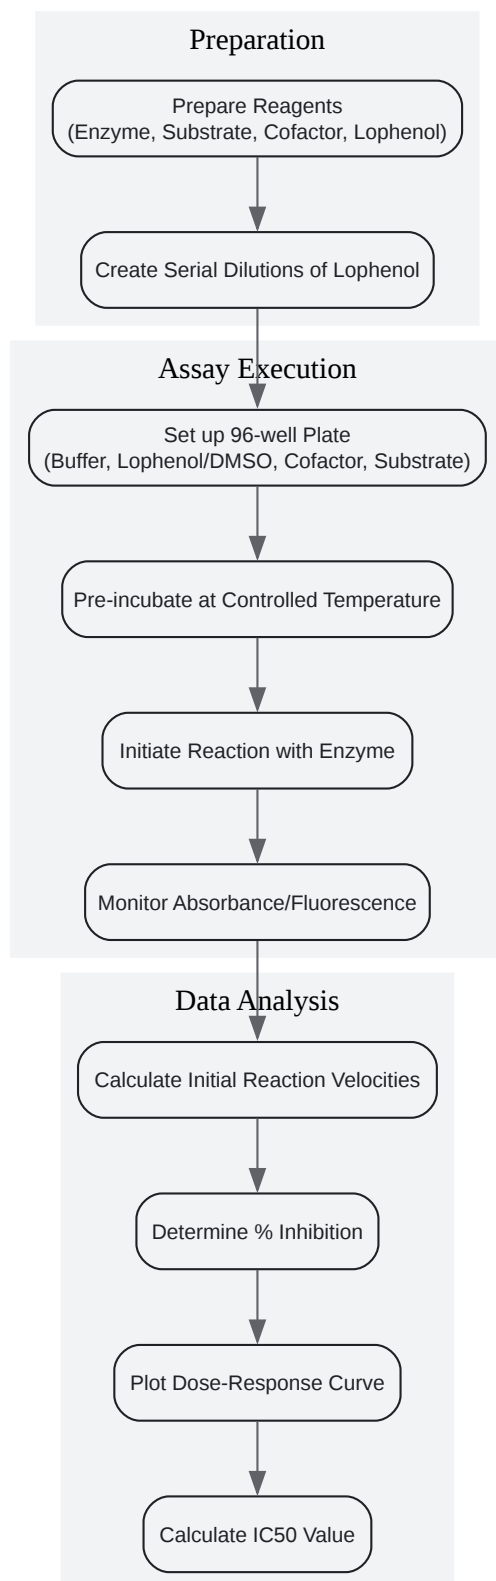 Preparation
Prepare Reagents
(Enzyme, Substrate, Cofactor, Lophenol)
Create Serial Dilutions of Lophenol
Assay Execution
Set up 96-well Plate
(Buffer, Lophenol/DMSO, Cofactor, Substrate)
Pre-incubate at Controlled Temperature
Initiate Reaction with Enzyme
Monitor Absorbance/Fluorescence
Data Analysis
Calculate Initial Reaction Velocities
Determine % Inhibition
Plot Dose-Response Curve
Calculate IC50 Value